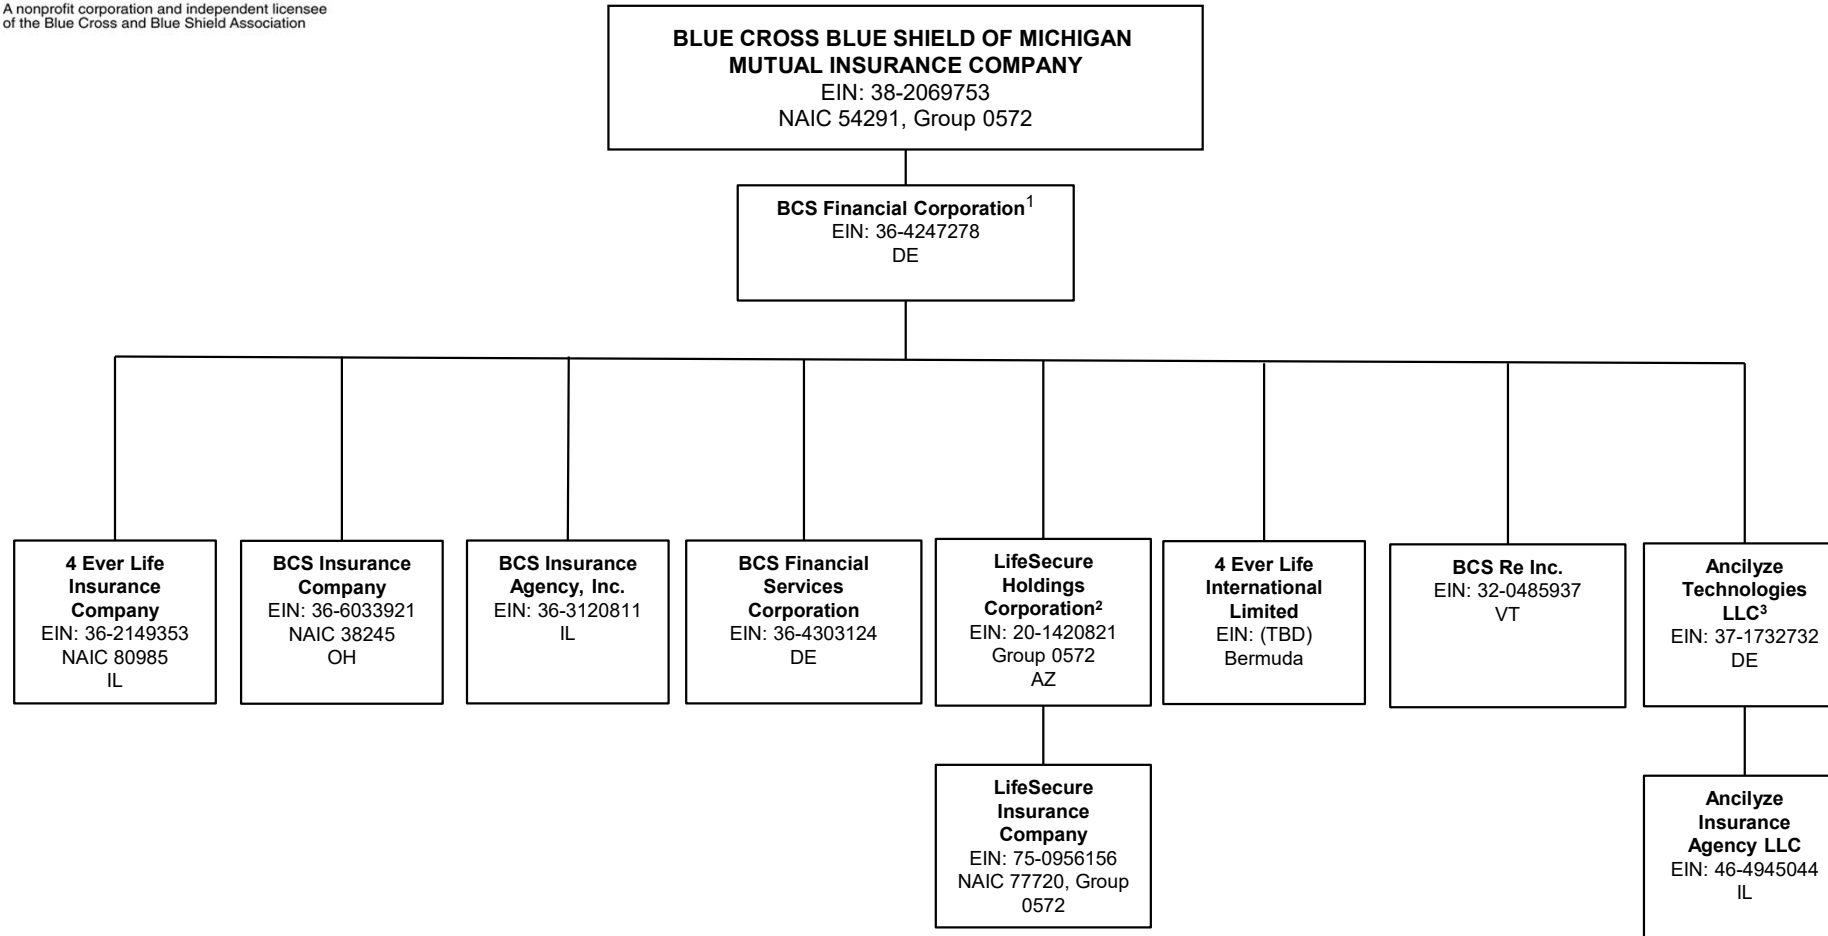 A nonprofit corporation and independent licensee
of the Blue Cross and Blue Shield Association
BLUE CROSS BLUE SHIELD OF MICHIGAN
MUTUAL INSURANCE COMPANY
EIN: 38-2069753
NAIC 54291, Group 0572
BCS Financial Corporation1
EIN: 36-4247278
DE
4 Ever Life
Insurance
Company
EIN: 36-2149353
NAIC 80985
IL
BCS Insurance
Company
EIN: 36-6033921
NAIC 38245
OH
BCS Insurance
Agency, Inc.
EIN: 36-3120811
IL
BCS Financial
Services
Corporation
EIN: 36-4303124
DE
LifeSecure
Holdings
Corporation²
EIN: 20-1420821
Group 0572
AZ
4 Ever Life
International
Limited
EIN: (TBD)
Bermuda
BCS Re Inc.
EIN: 32-0485937
VT
Ancilyze
Technologies
LLC³
EIN: 37-1732732
DE
LifeSecure
Insurance
Company
EIN: 75-0956156
NAIC 77720, Group
0572
Ancilyze
Insurance
Agency LLC
EIN: 46-4945044
IL